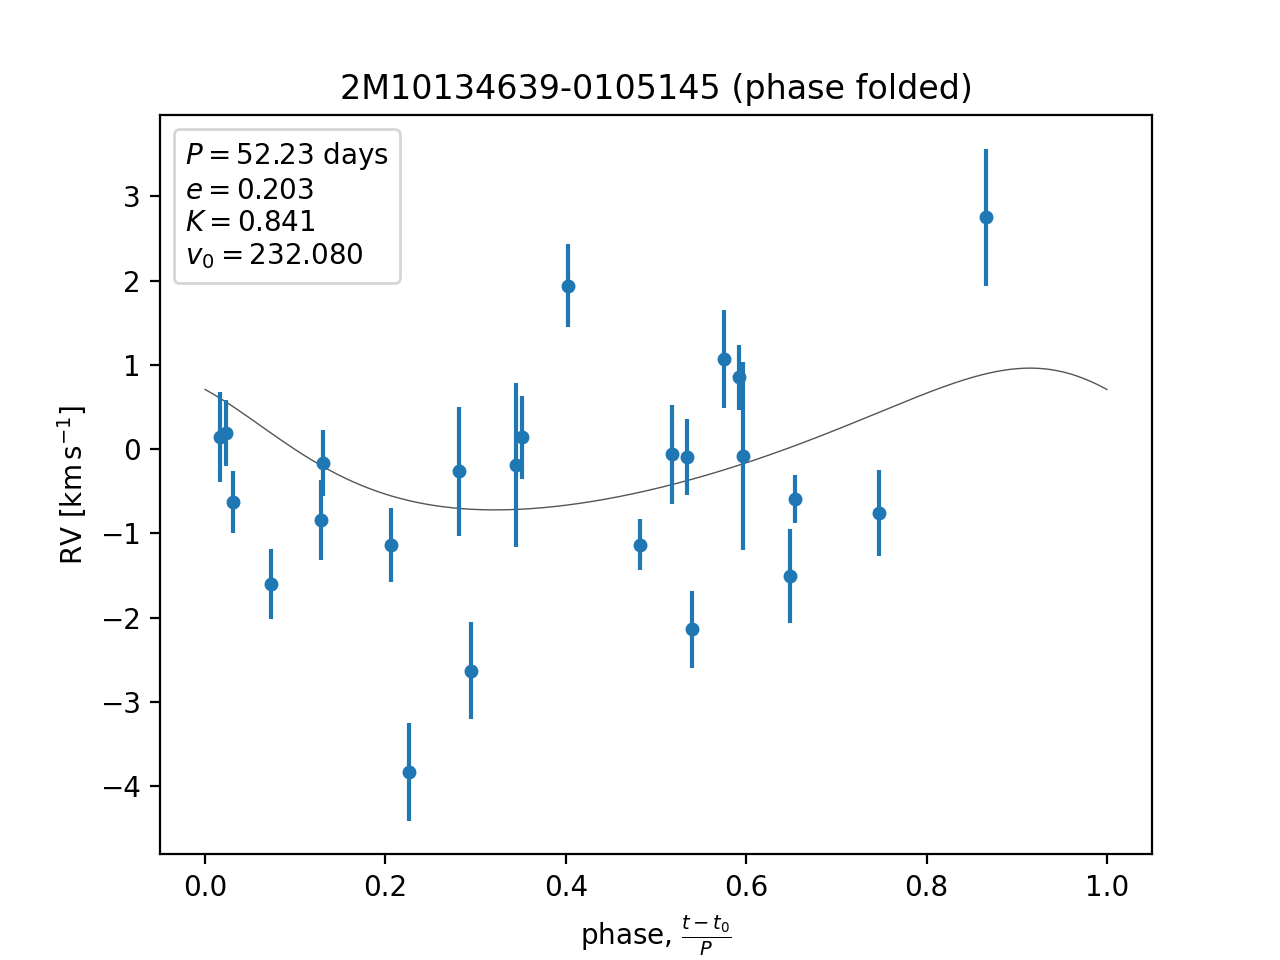 2M10134639-0105145 (phase folded)
P = 52.23 days
e = 0.203
K = 0.841
v₀ = 232.080
3
2
1
0
−1
−2
−3
−4
RV [km s⁻¹]
0.0 0.2 0.4 0.6 0.8 1.0
phase, (t − t₀)/P